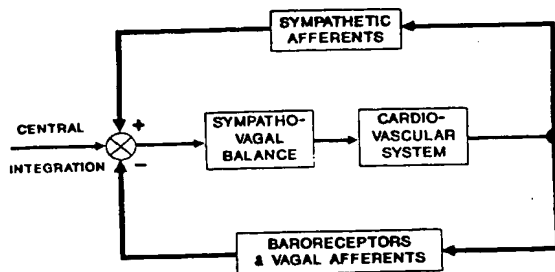 SYMPATHETIC
AFFERENTS
CENTRAL
INTEGRATION
+
−
SYMPATHO-
VAGAL
BALANCE
CARDIO-
VASCULAR
SYSTEM
BARORECEPTORS
& VAGAL AFFERENTS